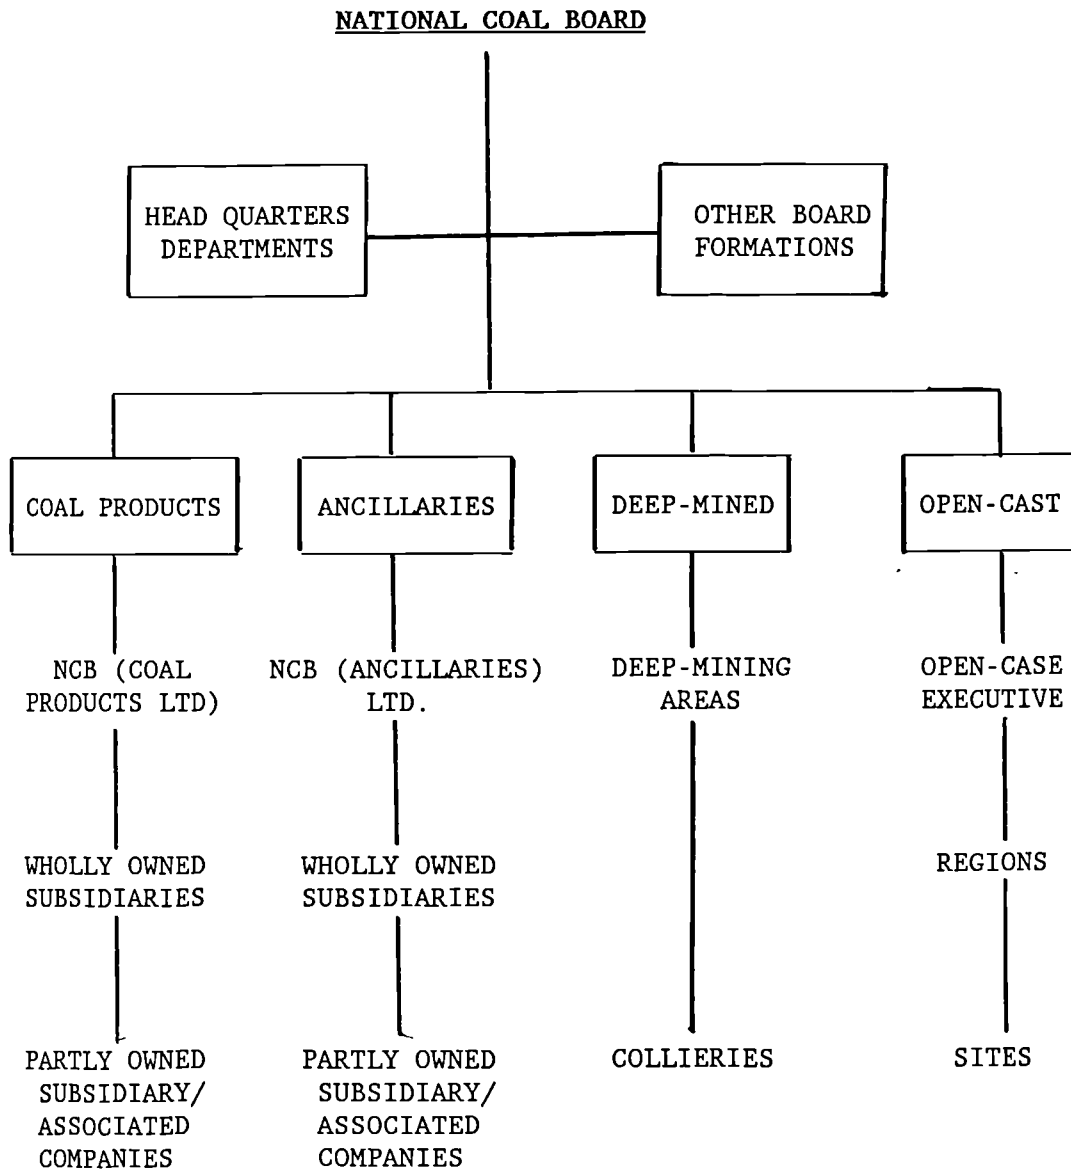 NATIONAL COAL BOARD
HEAD QUARTERS
DEPARTMENTS
OTHER BOARD
FORMATIONS
COAL PRODUCTS
ANCILLARIES
DEEP-MINED
OPEN-CAST
NCB (COAL
PRODUCTS LTD)
NCB (ANCILLARIES)
LTD.
DEEP-MINING
AREAS
OPEN-CASE
EXECUTIVE
WHOLLY OWNED
SUBSIDIARIES
WHOLLY OWNED
SUBSIDIARIES
REGIONS
PARTLY OWNED
SUBSIDIARY/
ASSOCIATED
COMPANIES
PARTLY OWNED
SUBSIDIARY/
ASSOCIATED
COMPANIES
COLLIERIES
SITES